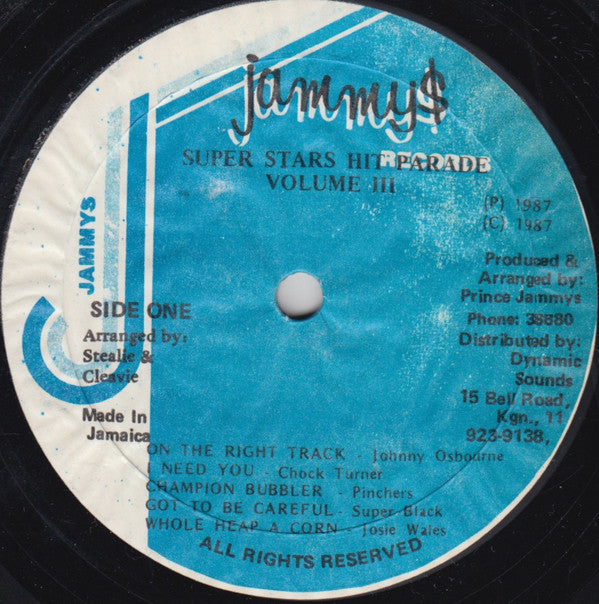 jammy$
RECORDS
SUPER STARS HIT PARADE
VOLUME III
(P) 1987
(C) 1987
JAMMYS
Produced &
Arranged by:
Prince Jammys
Phone: 38880
Distributed by:
Dynamic
Sounds
15 Bell Road,
Kgn., 11
923-9138,
SIDE ONE
Arranged by:
Stealie &
Cleavie
Made In
Jamaica
ON THE RIGHT TRACK - Johnny Osbourne
I NEED YOU - Chock Turner
CHAMPION BUBBLER - Pinchers
GOT TO BE CAREFUL - Super Black
WHOLE HEAP A CORN - Josie Wales
ALL RIGHTS RESERVED